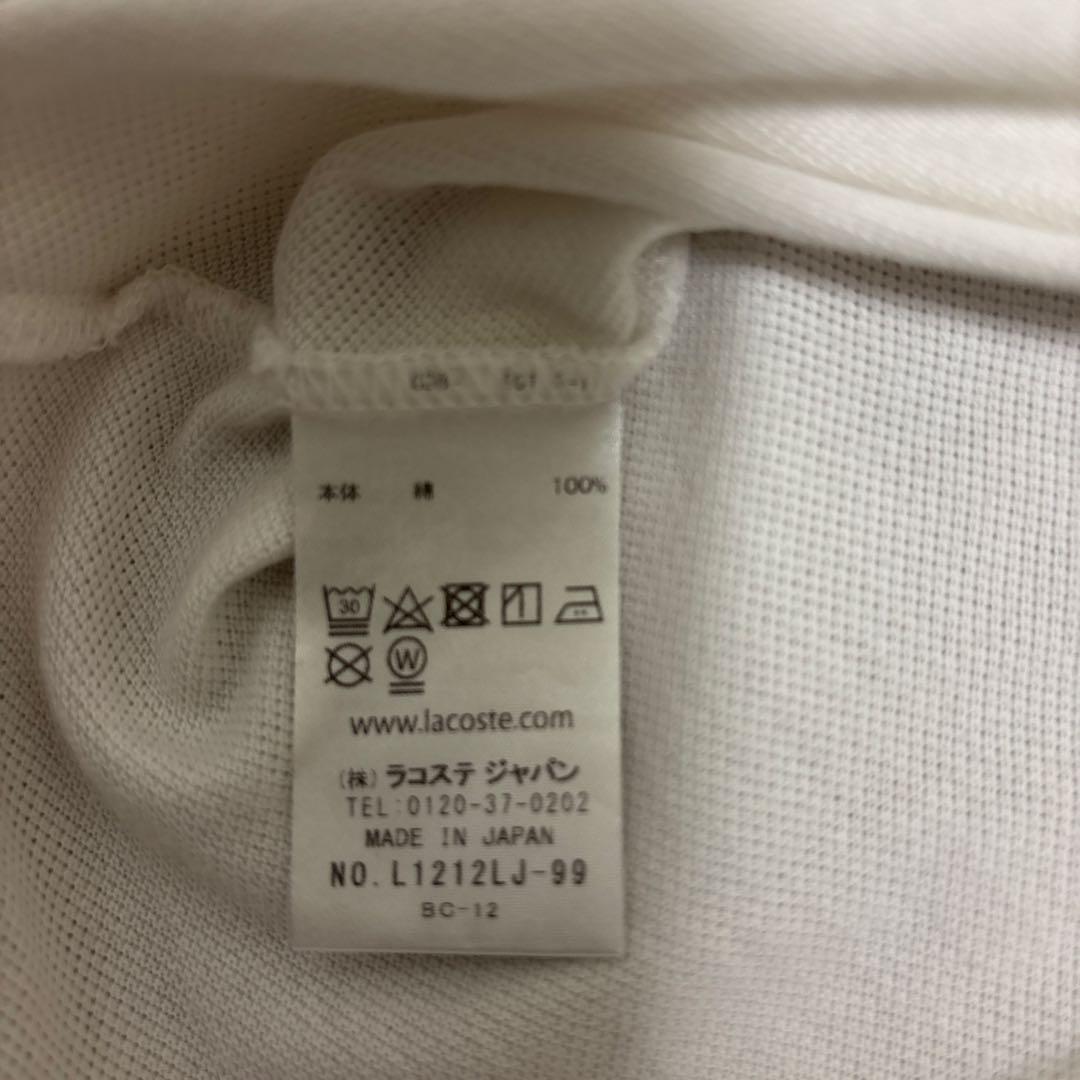 本体 綿 100%
30
W
www.lacoste.com
(株) ラコステ ジャパン
TEL:0120-37-0202
MADE IN JAPAN
NO. L1212LJ-99
BC-12